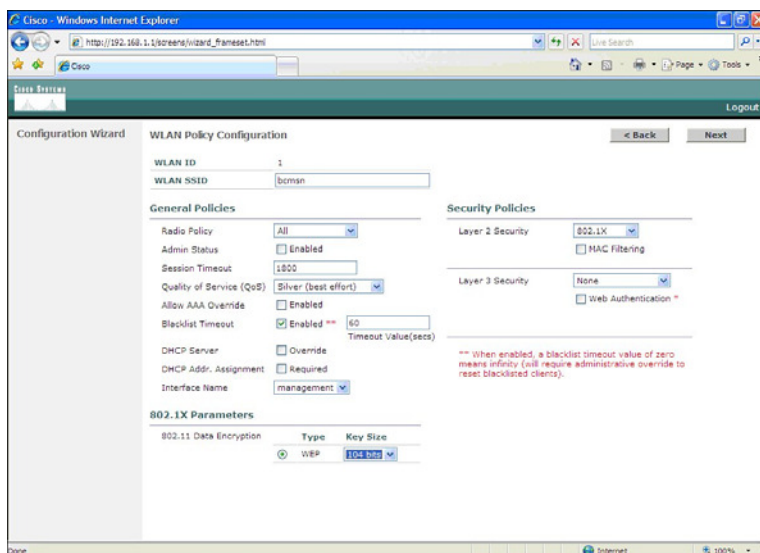 Cisco - Windows Internet Explorer
http://192.168.1.1/screens/wizard_frameset.html
Live Search
Cisco
Page
Tools
Cisco Systems
Logout
Configuration Wizard
WLAN Policy Configuration
< Back
Next
WLAN ID 1
WLAN SSID bcmsn
General Policies
Radio Policy All
Admin Status Enabled
Session Timeout 1800
Quality of Service (QoS) Silver (best effort)
Allow AAA Override Enabled
Blacklist Timeout Enabled ** 60
Timeout Value(secs)
DHCP Server Override
DHCP Addr. Assignment Required
Interface Name management
Security Policies
Layer 2 Security 802.1X
MAC Filtering
Layer 3 Security None
Web Authentication *
** When enabled, a blacklist timeout value of zero
means infinity (will require administrative override to
reset blacklisted clients).
802.1X Parameters
802.11 Data Encryption Type Key Size
WEP 104 bits
Done
Internet
100%